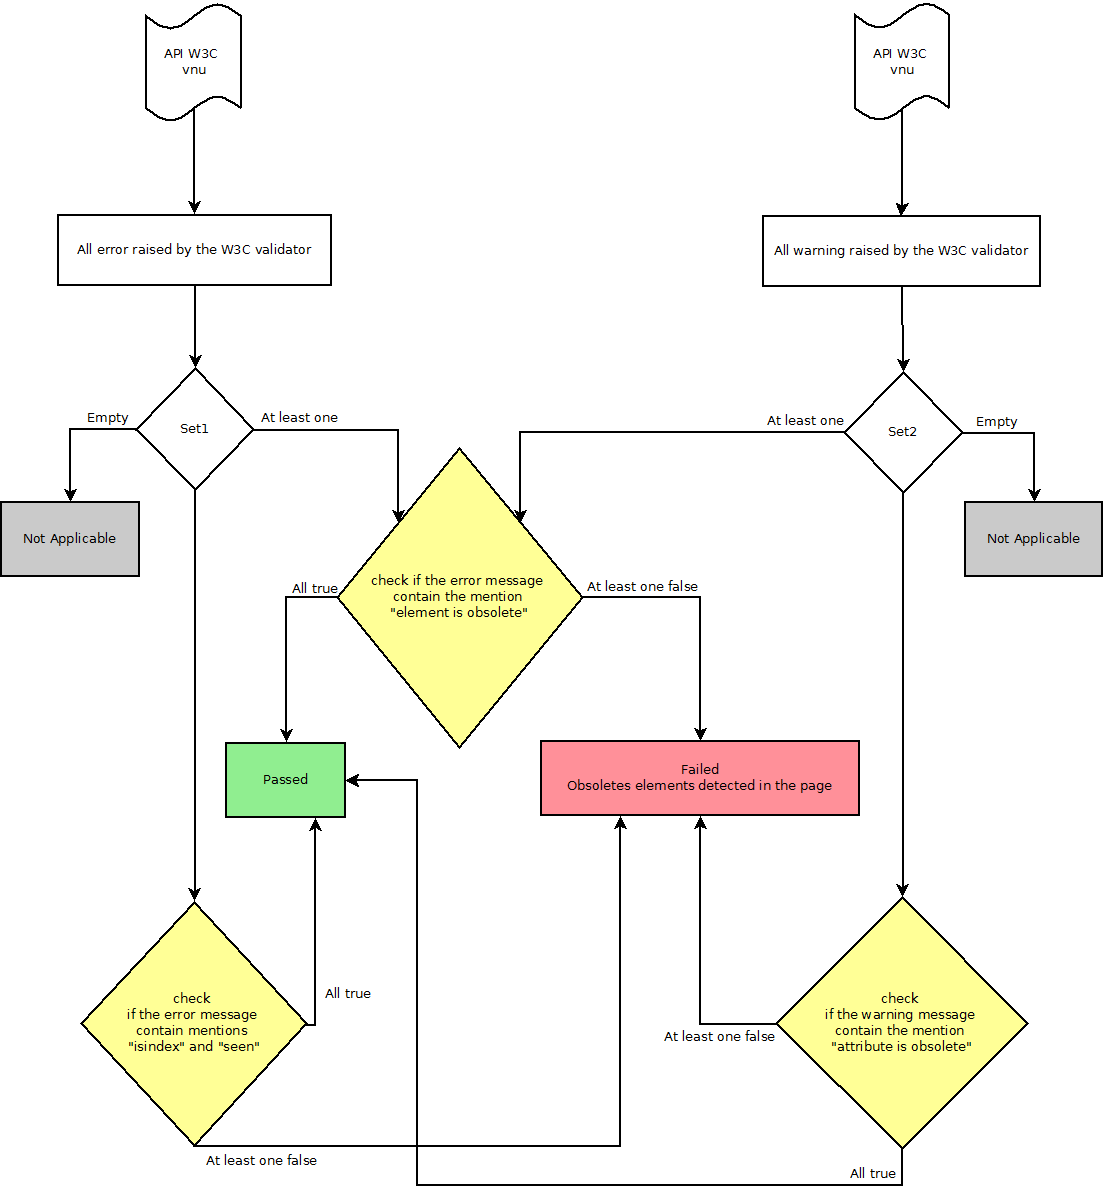 API W3C
vnu
API W3C
vnu
All error raised by the W3C validator
All warning raised by the W3C validator
Empty
Set1
At least one
At least one
Set2
Empty
Not Applicable
Not Applicable
check if the error message
contain the mention
"element is obsolete"
All true
At least one false
Passed
Failed
Obsoletes elements detected in the page
check
if the error message
contain mentions
"isindex" and "seen"
All true
check
if the warning message
contain the mention
"attribute is obsolete"
At least one false
At least one false
All true